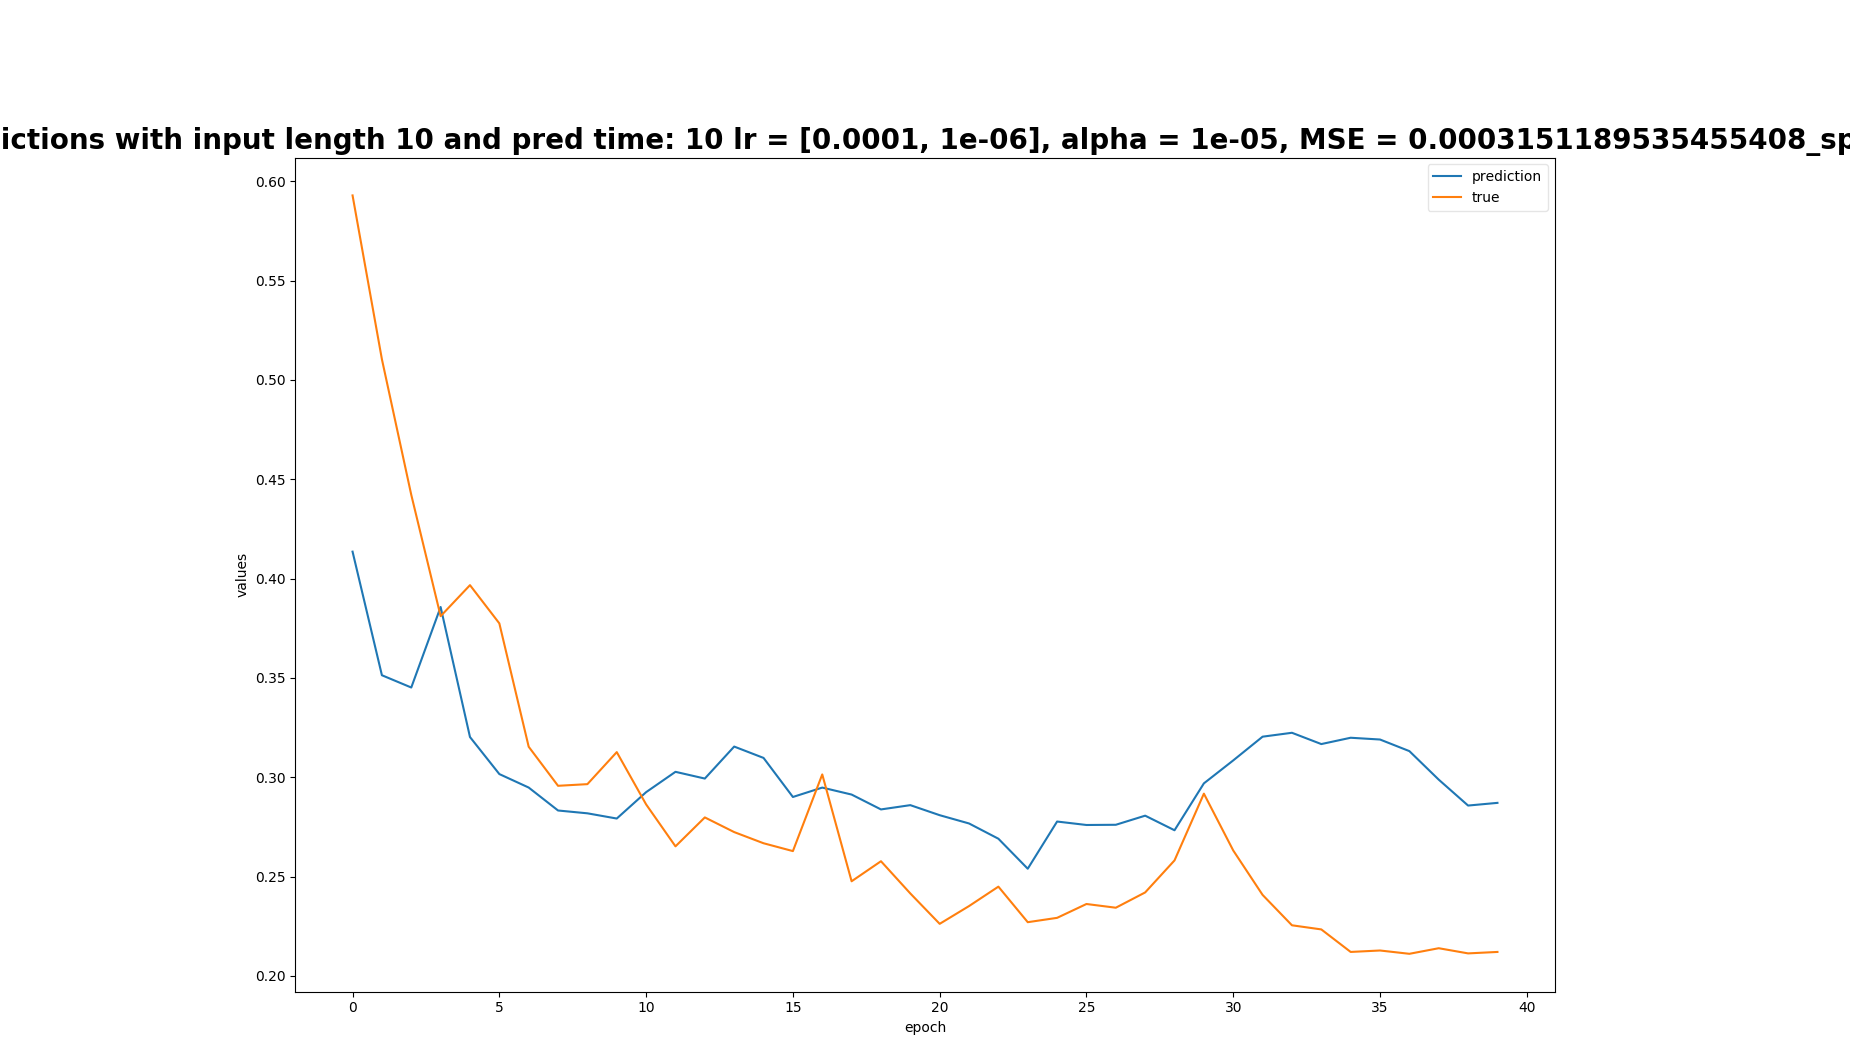 ictions with input length 10 and pred time: 10 lr = [0.0001, 1e-06], alpha = 1e-05, MSE = 0.0003151189535455408_sp
prediction
true
0.60
0.55
0.50
0.45
0.40
0.35
0.30
0.25
0.20
values
0 5 10 15 20 25 30 35 40
epoch